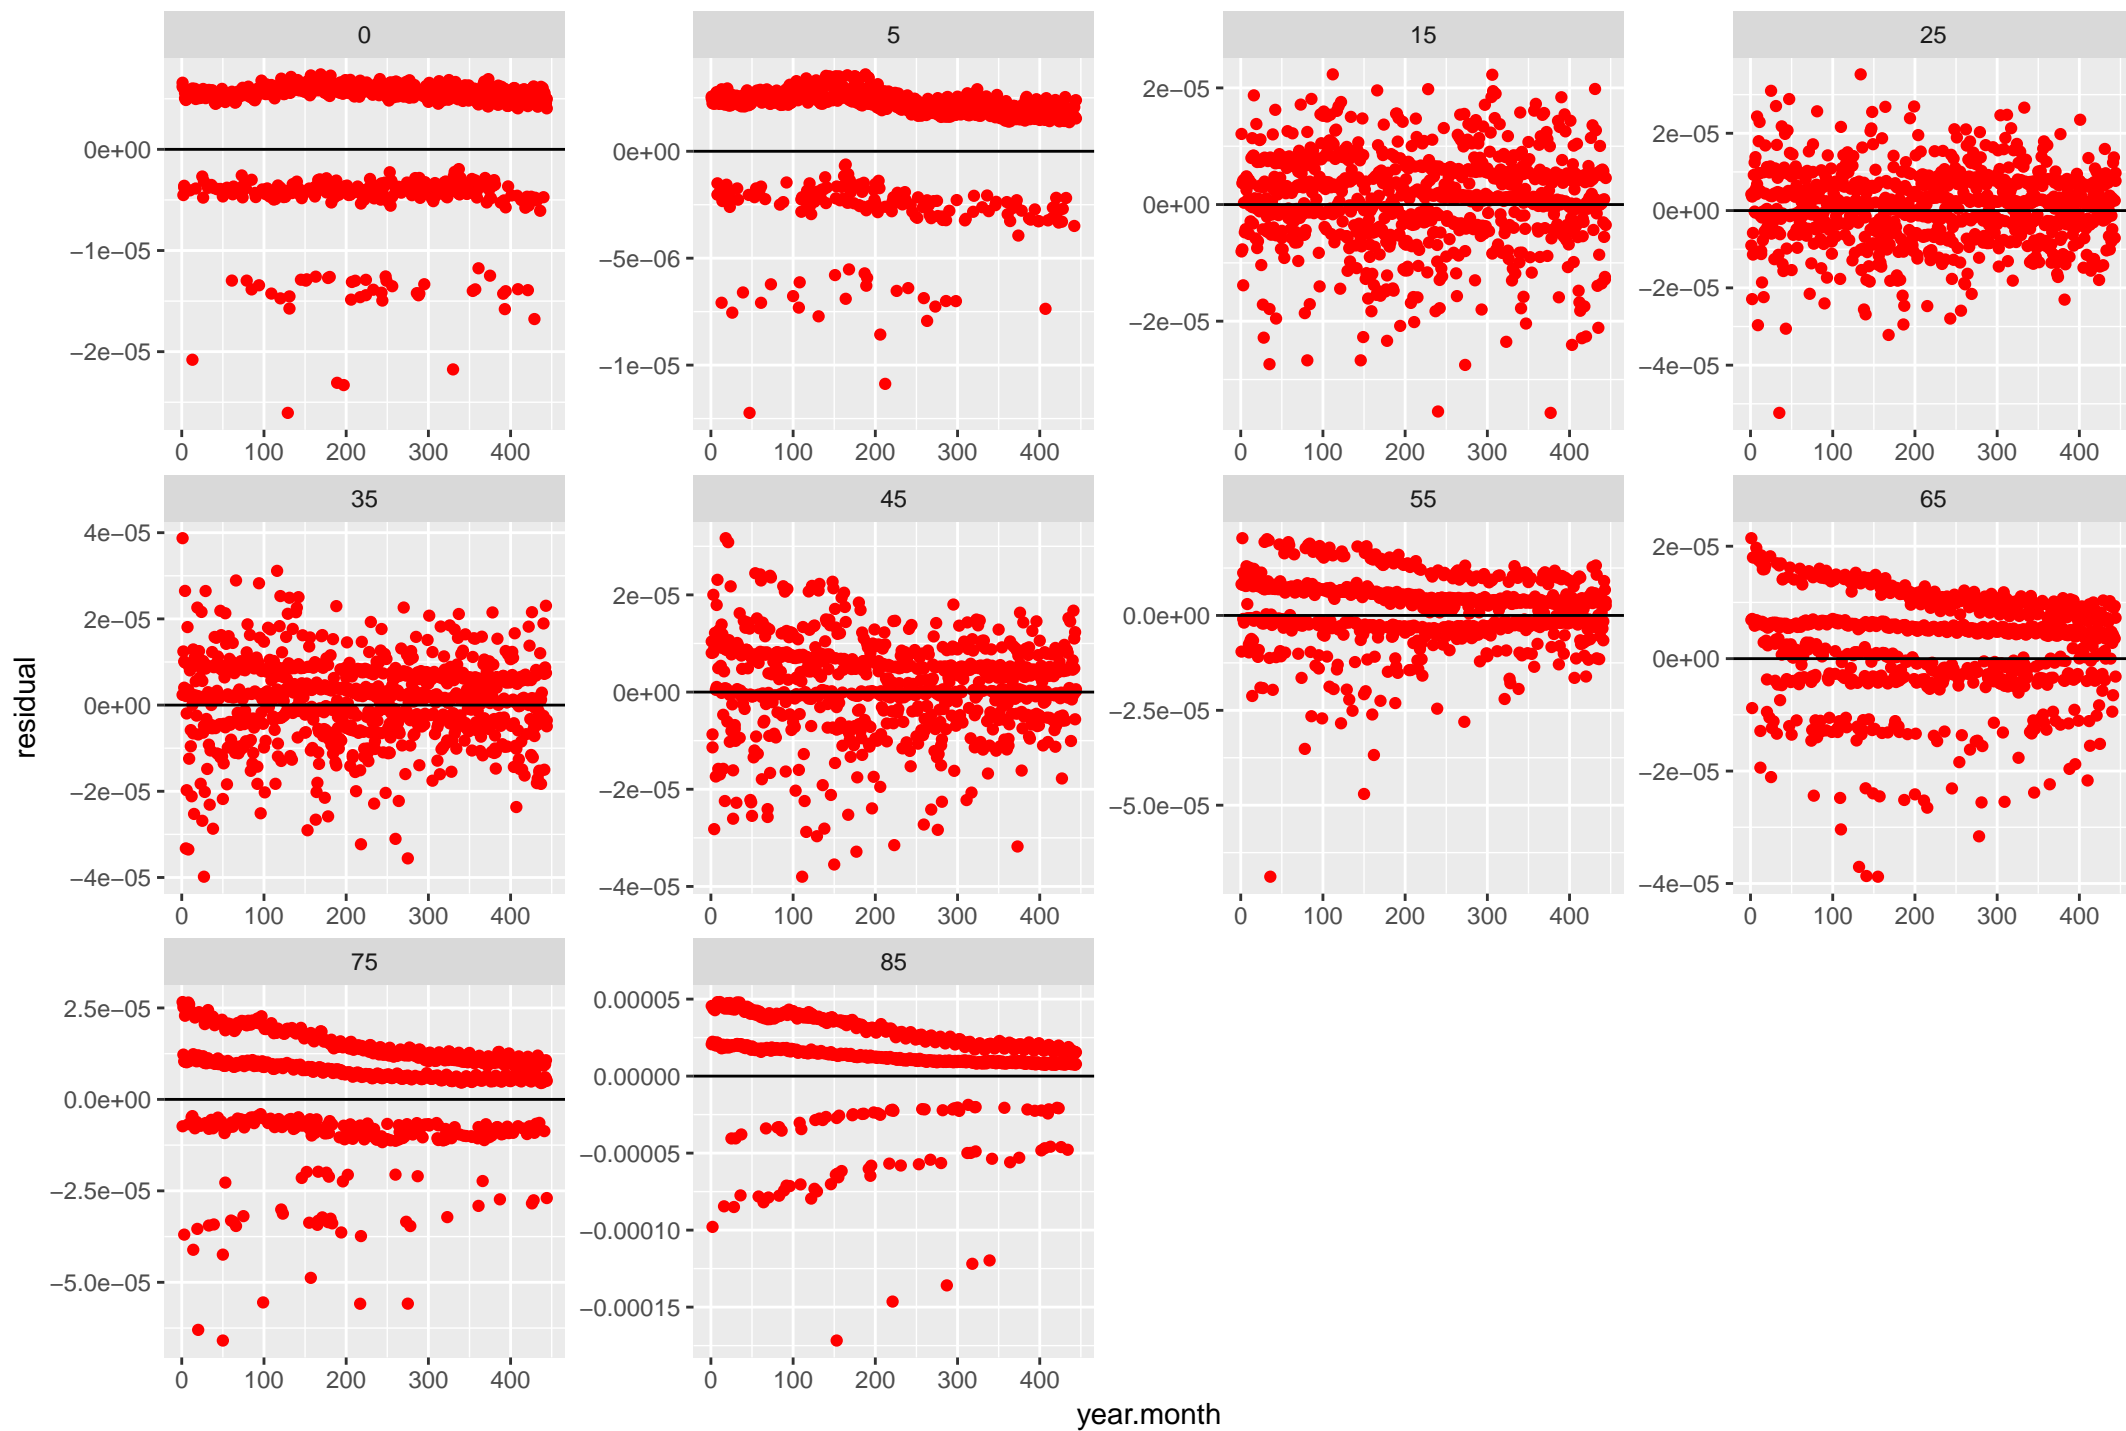 0 5 15 25
0e+00 0e+00 2e−05 2e−05
−1e−05 −5e−06 0e+00 0e+00
−2e−05 −1e−05 −2e−05 −2e−05
−4e−05
0 100 200 300 400 0 100 200 300 400 0 100 200 300 400 0 100 200 300 400
35 45 55 65
4e−05 2e−05 0.0e+00 2e−05
2e−05 0e+00 −2.5e−05 0e+00
0e+00 −2e−05 −5.0e−05 −2e−05
−2e−05 −4e−05 −4e−05
−4e−05
0 100 200 300 400 0 100 200 300 400 0 100 200 300 400 0 100 200 300 400
residual
75 85
2.5e−05 0.00005
0.0e+00 0.00000
−2.5e−05 −0.00005
−5.0e−05 −0.00010
−0.00015
0 100 200 300 400 0 100 200 300 400
year.month